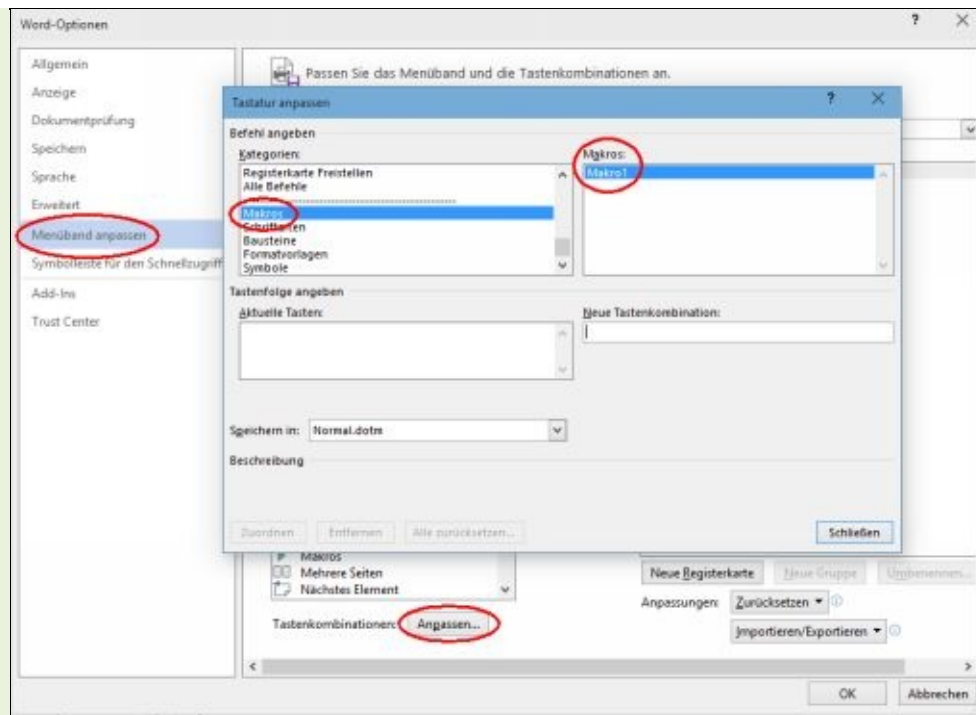 Word-Optionen
?
Allgemein
Anzeige
Dokumentprüfung
Speichern
Sprache
Erweitert
Menüband anpassen
Symbolleiste für den Schnellzugriff
Add-Ins
Trust Center
Passen Sie das Menüband und die Tastenkombinationen an.
Tastatur anpassen
?
Befehl angeben
Kategorien:
Registerkarte Freistellen
Alle Befehle
Makros
Schriftarten
Bausteine
Formatvorlagen
Symbole
Makros:
Makro1
Tastenfolge angeben
Aktuelle Tasten:
Neue Tastenkombination:
Speichern in: Normal.dotm
Beschreibung
Zuordnen Entfernen Alle zurücksetzen...
Schließen
Makros
Mehrere Seiten
Nächstes Element
Tastenkombinationen: Anpassen...
Neue Registerkarte Neue Gruppe Umbenennen...
Anpassungen: Zurücksetzen
Importieren/Exportieren
OK Abbrechen